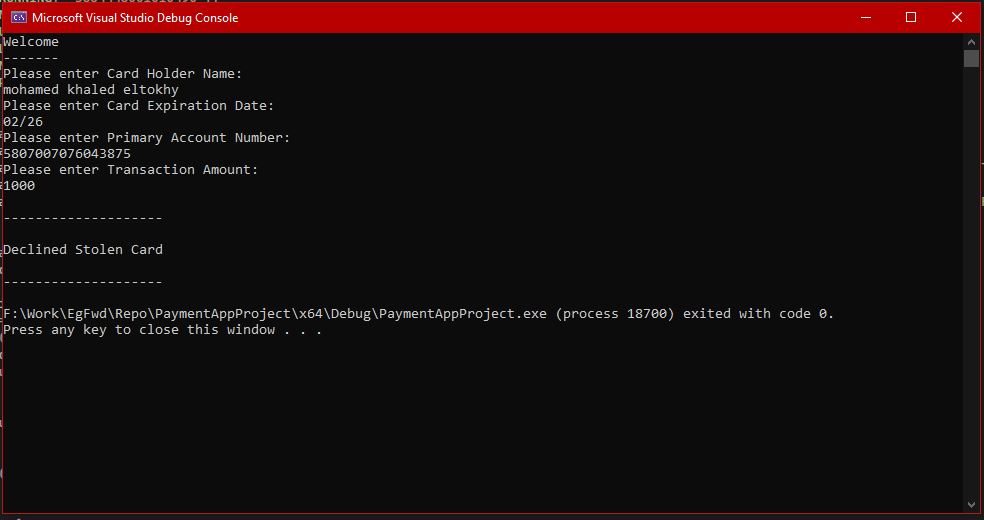 Microsoft Visual Studio Debug Console
Welcome
-------
Please enter Card Holder Name:
mohamed khaled eltokhy
Please enter Card Expiration Date:
02/26
Please enter Primary Account Number:
5807007076043875
Please enter Transaction Amount:
1000
--------------------
Declined Stolen Card
--------------------
F:\Work\EgFwd\Repo\PaymentAppProject\x64\Debug\PaymentAppProject.exe (process 18700) exited with code 0.
Press any key to close this window . . .